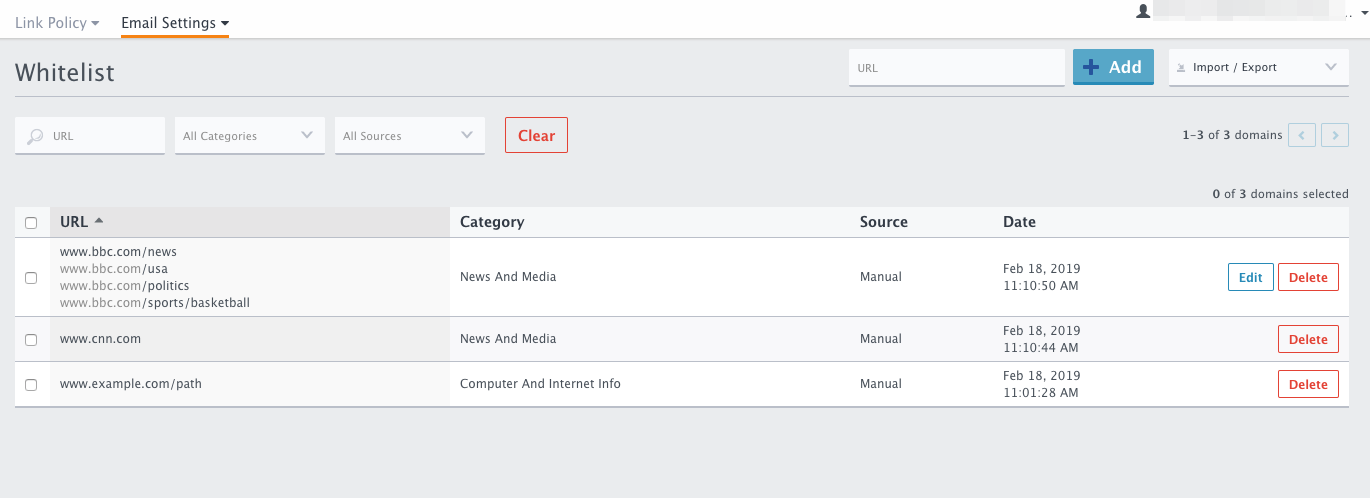 Link Policy Email Settings
Whitelist URL Add Import / Export
URL All Categories All Sources Clear 1–3 of 3 domains
0 of 3 domains selected
URL Category Source Date
www.bbc.com/news
www.bbc.com/usa
www.bbc.com/politics
www.bbc.com/sports/basketball
News And Media Manual Feb 18, 2019
11:10:50 AM
Edit Delete
www.cnn.com News And Media Manual Feb 18, 2019
11:10:44 AM
Delete
www.example.com/path Computer And Internet Info Manual Feb 18, 2019
11:01:28 AM
Delete